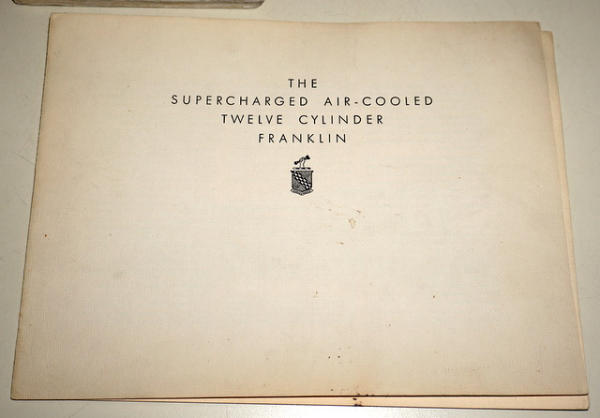 THE
SUPERCHARGED AIR-COOLED
TWELVE CYLINDER
FRANKLIN